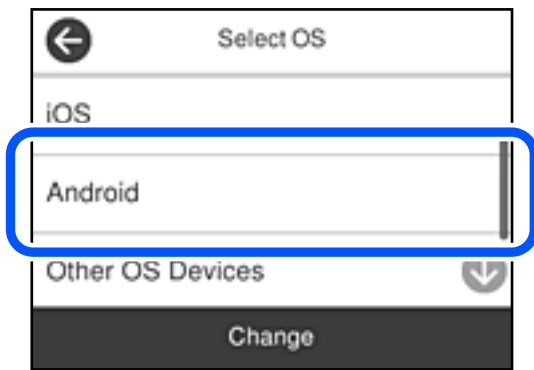 Select OS
iOS
Android
Other OS Devices
Change